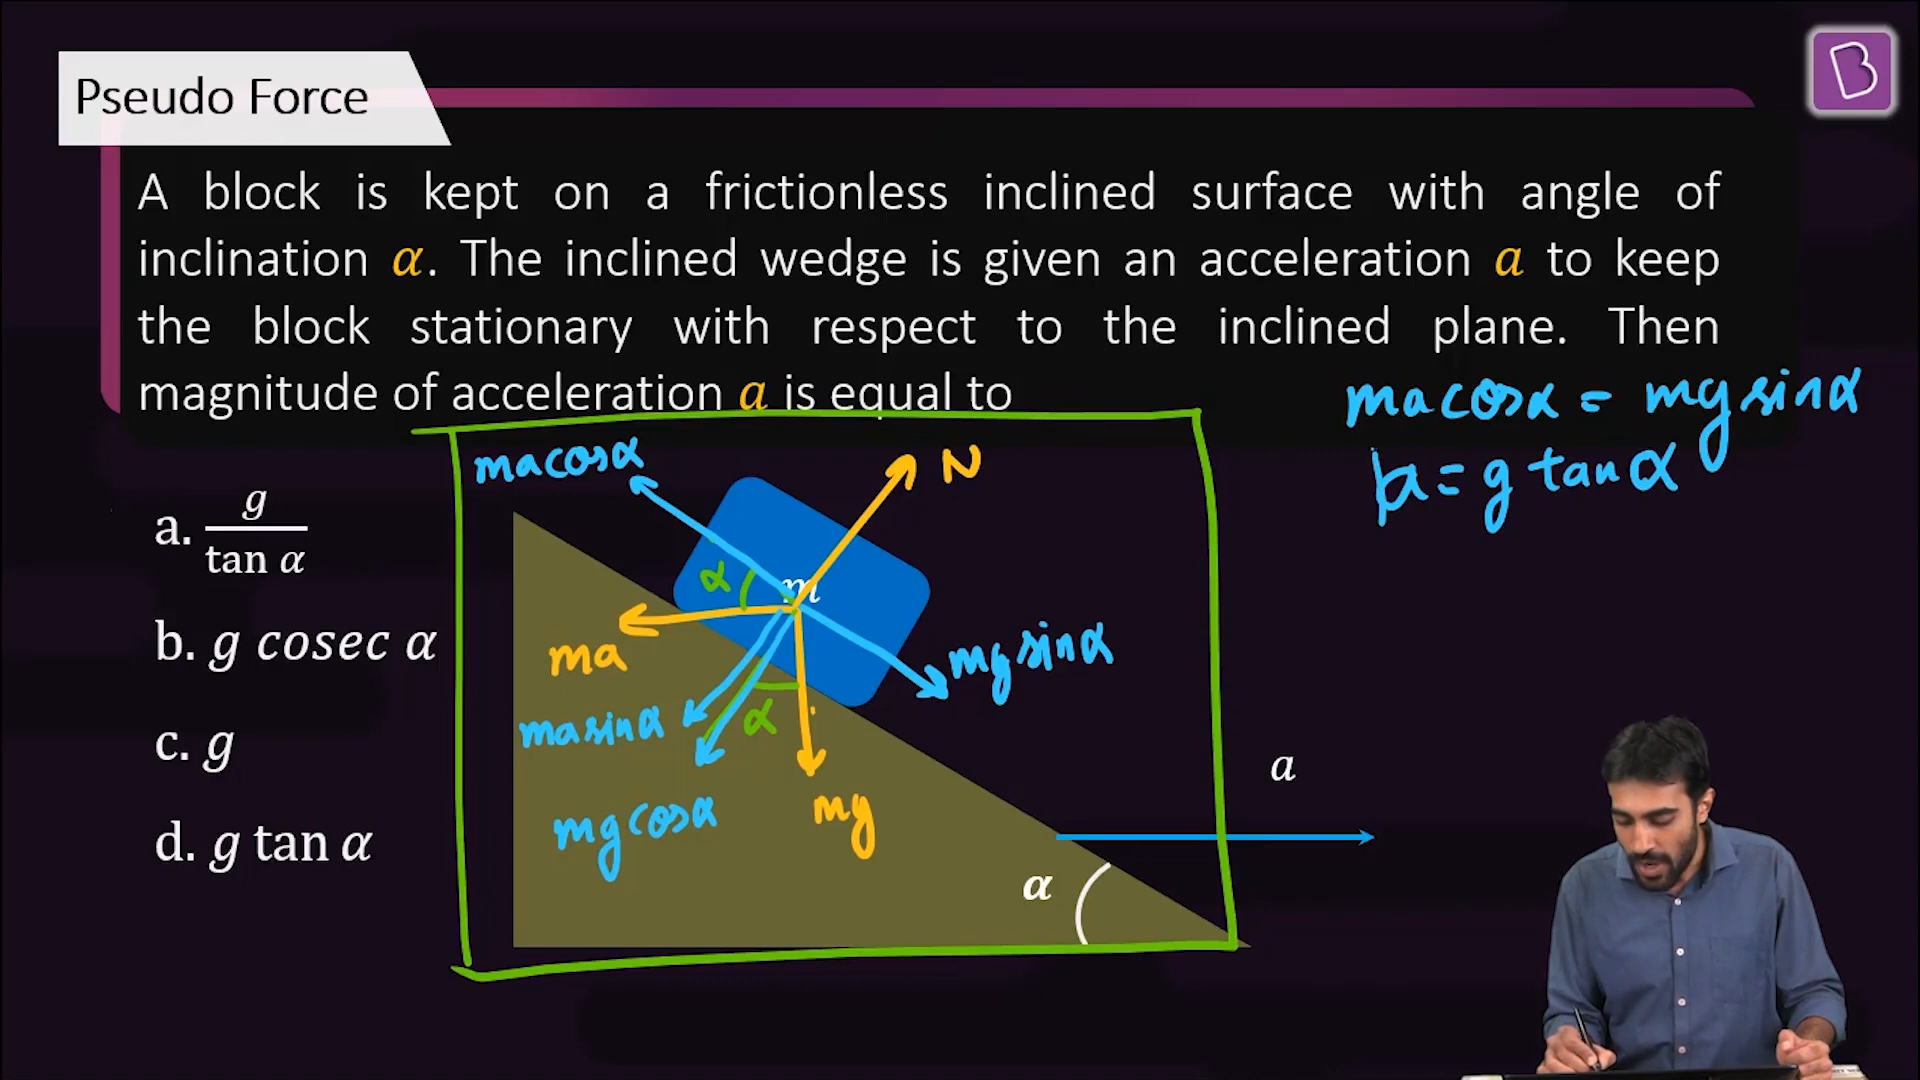 Pseudo Force
A block is kept on a frictionless inclined surface with angle of
inclination α. The inclined wedge is given an acceleration a to keep
the block stationary with respect to the inclined plane. Then
magnitude of acceleration a is equal to
ma cosα = mg sinα
a = g tanα
a. g / tan α
b. g cosec α
c. g
d. g tan α
ma cosα
N
α
m
ma
mg sinα
ma sinα
α
mg cosα
mg
a
α
B